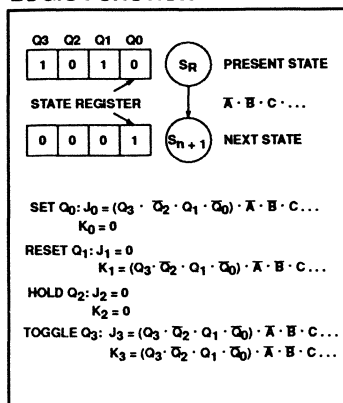 Q3 Q2 Q1 Q0
1 0 1 0
SR
PRESENT STATE
STATE REGISTER
A̅ · B̅ · C · ...
0 0 0 1
Sn + 1
NEXT STATE
SET Q0: J0 = (Q3 · Q̅2 · Q1 · Q̅0) · A̅ · B̅ · C ...
K0 = 0
RESET Q1: J1 = 0
K1 = (Q3 · Q̅2 · Q1 · Q̅0) · A̅ · B̅ · C ...
HOLD Q2: J2 = 0
K2 = 0
TOGGLE Q3: J3 = (Q3 · Q̅2 · Q1 · Q̅0) · A̅ · B̅ · C ...
K3 = (Q3 · Q̅2 · Q1 · Q̅0) · A̅ · B̅ · C ...